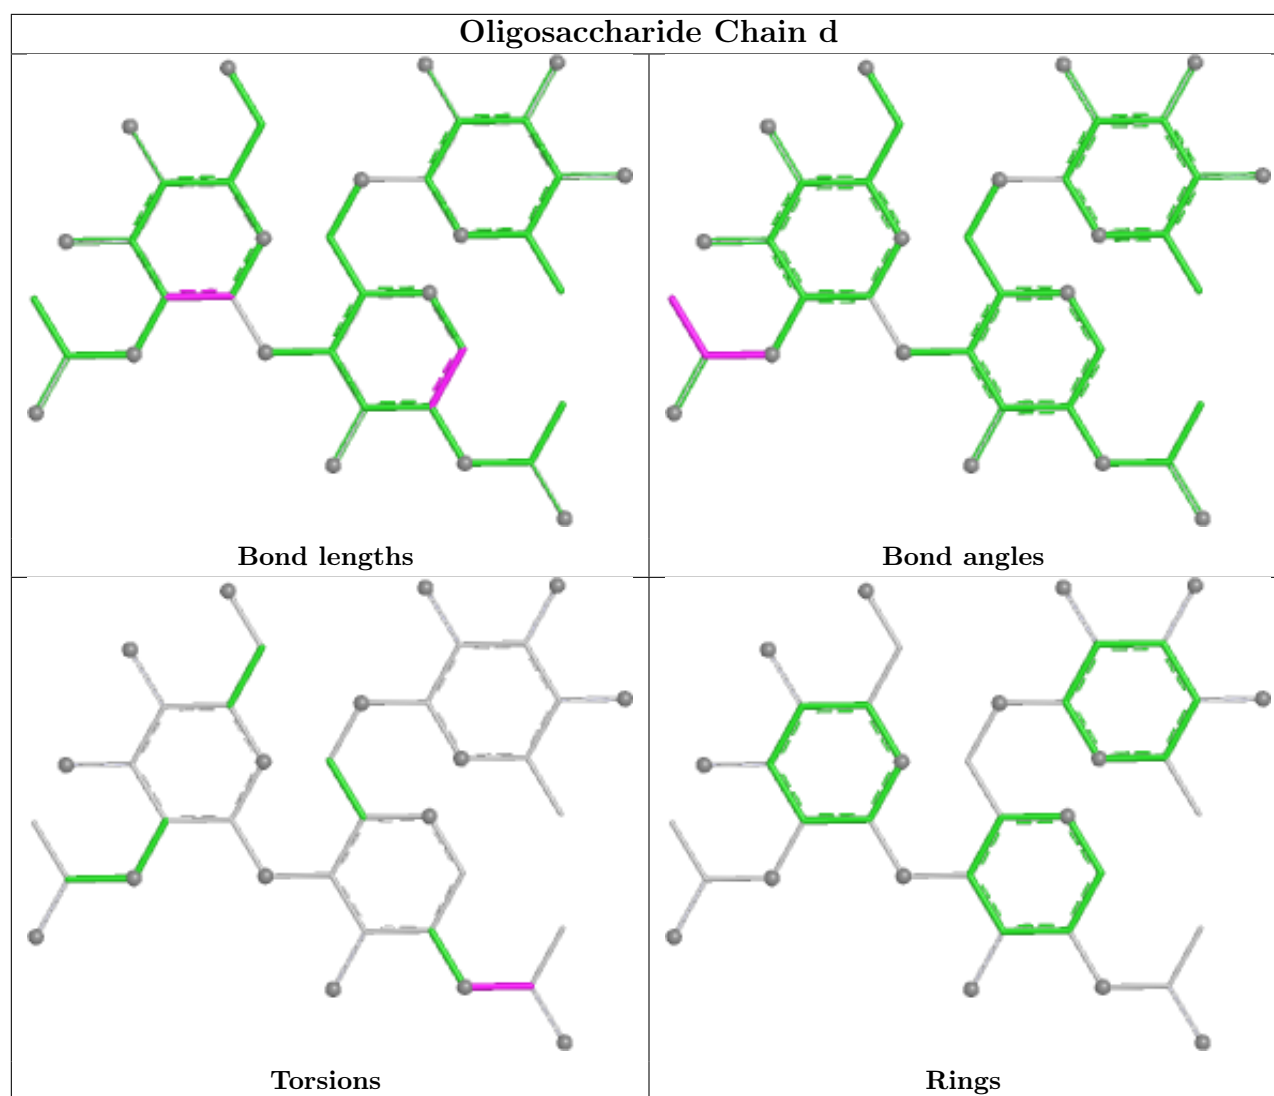 Oligosaccharide Chain d
Bond lengths
Bond angles
Torsions
Rings